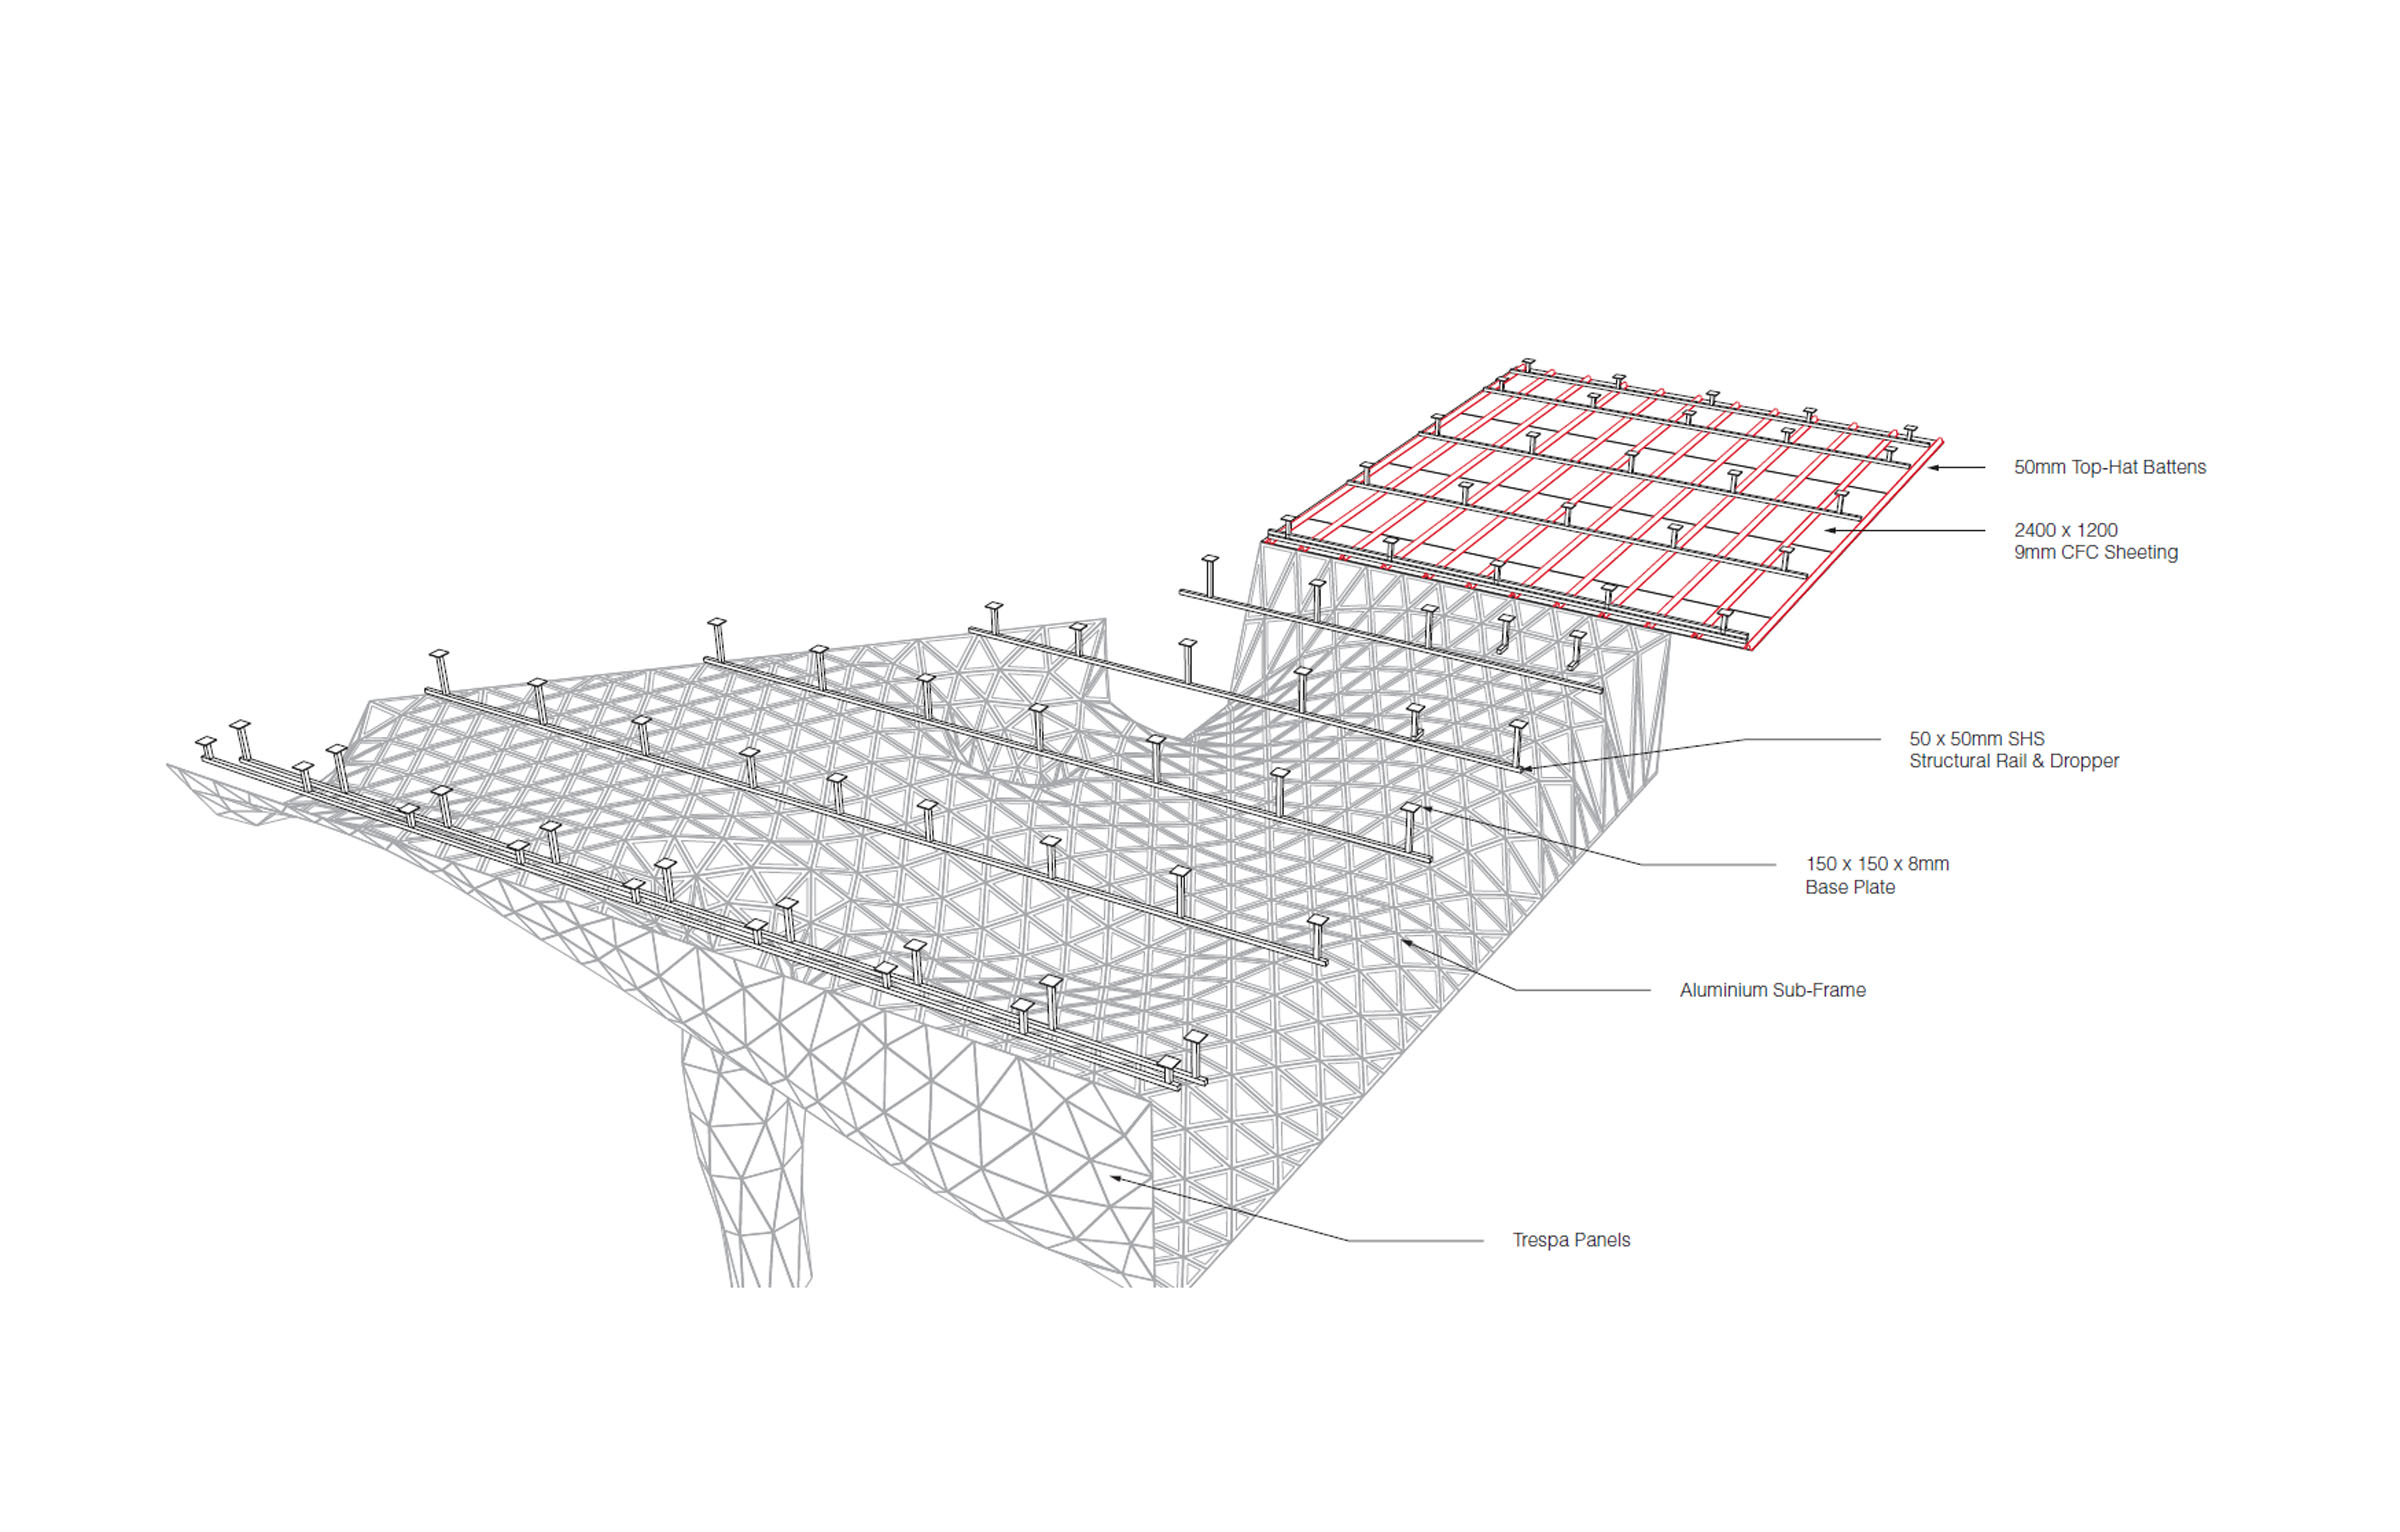 50mm Top-Hat Battens
2400 x 1200
9mm CFC Sheeting
50 x 50mm SHS
Structural Rail & Dropper
150 x 150 x 8mm
Base Plate
Aluminium Sub-Frame
Trespa Panels